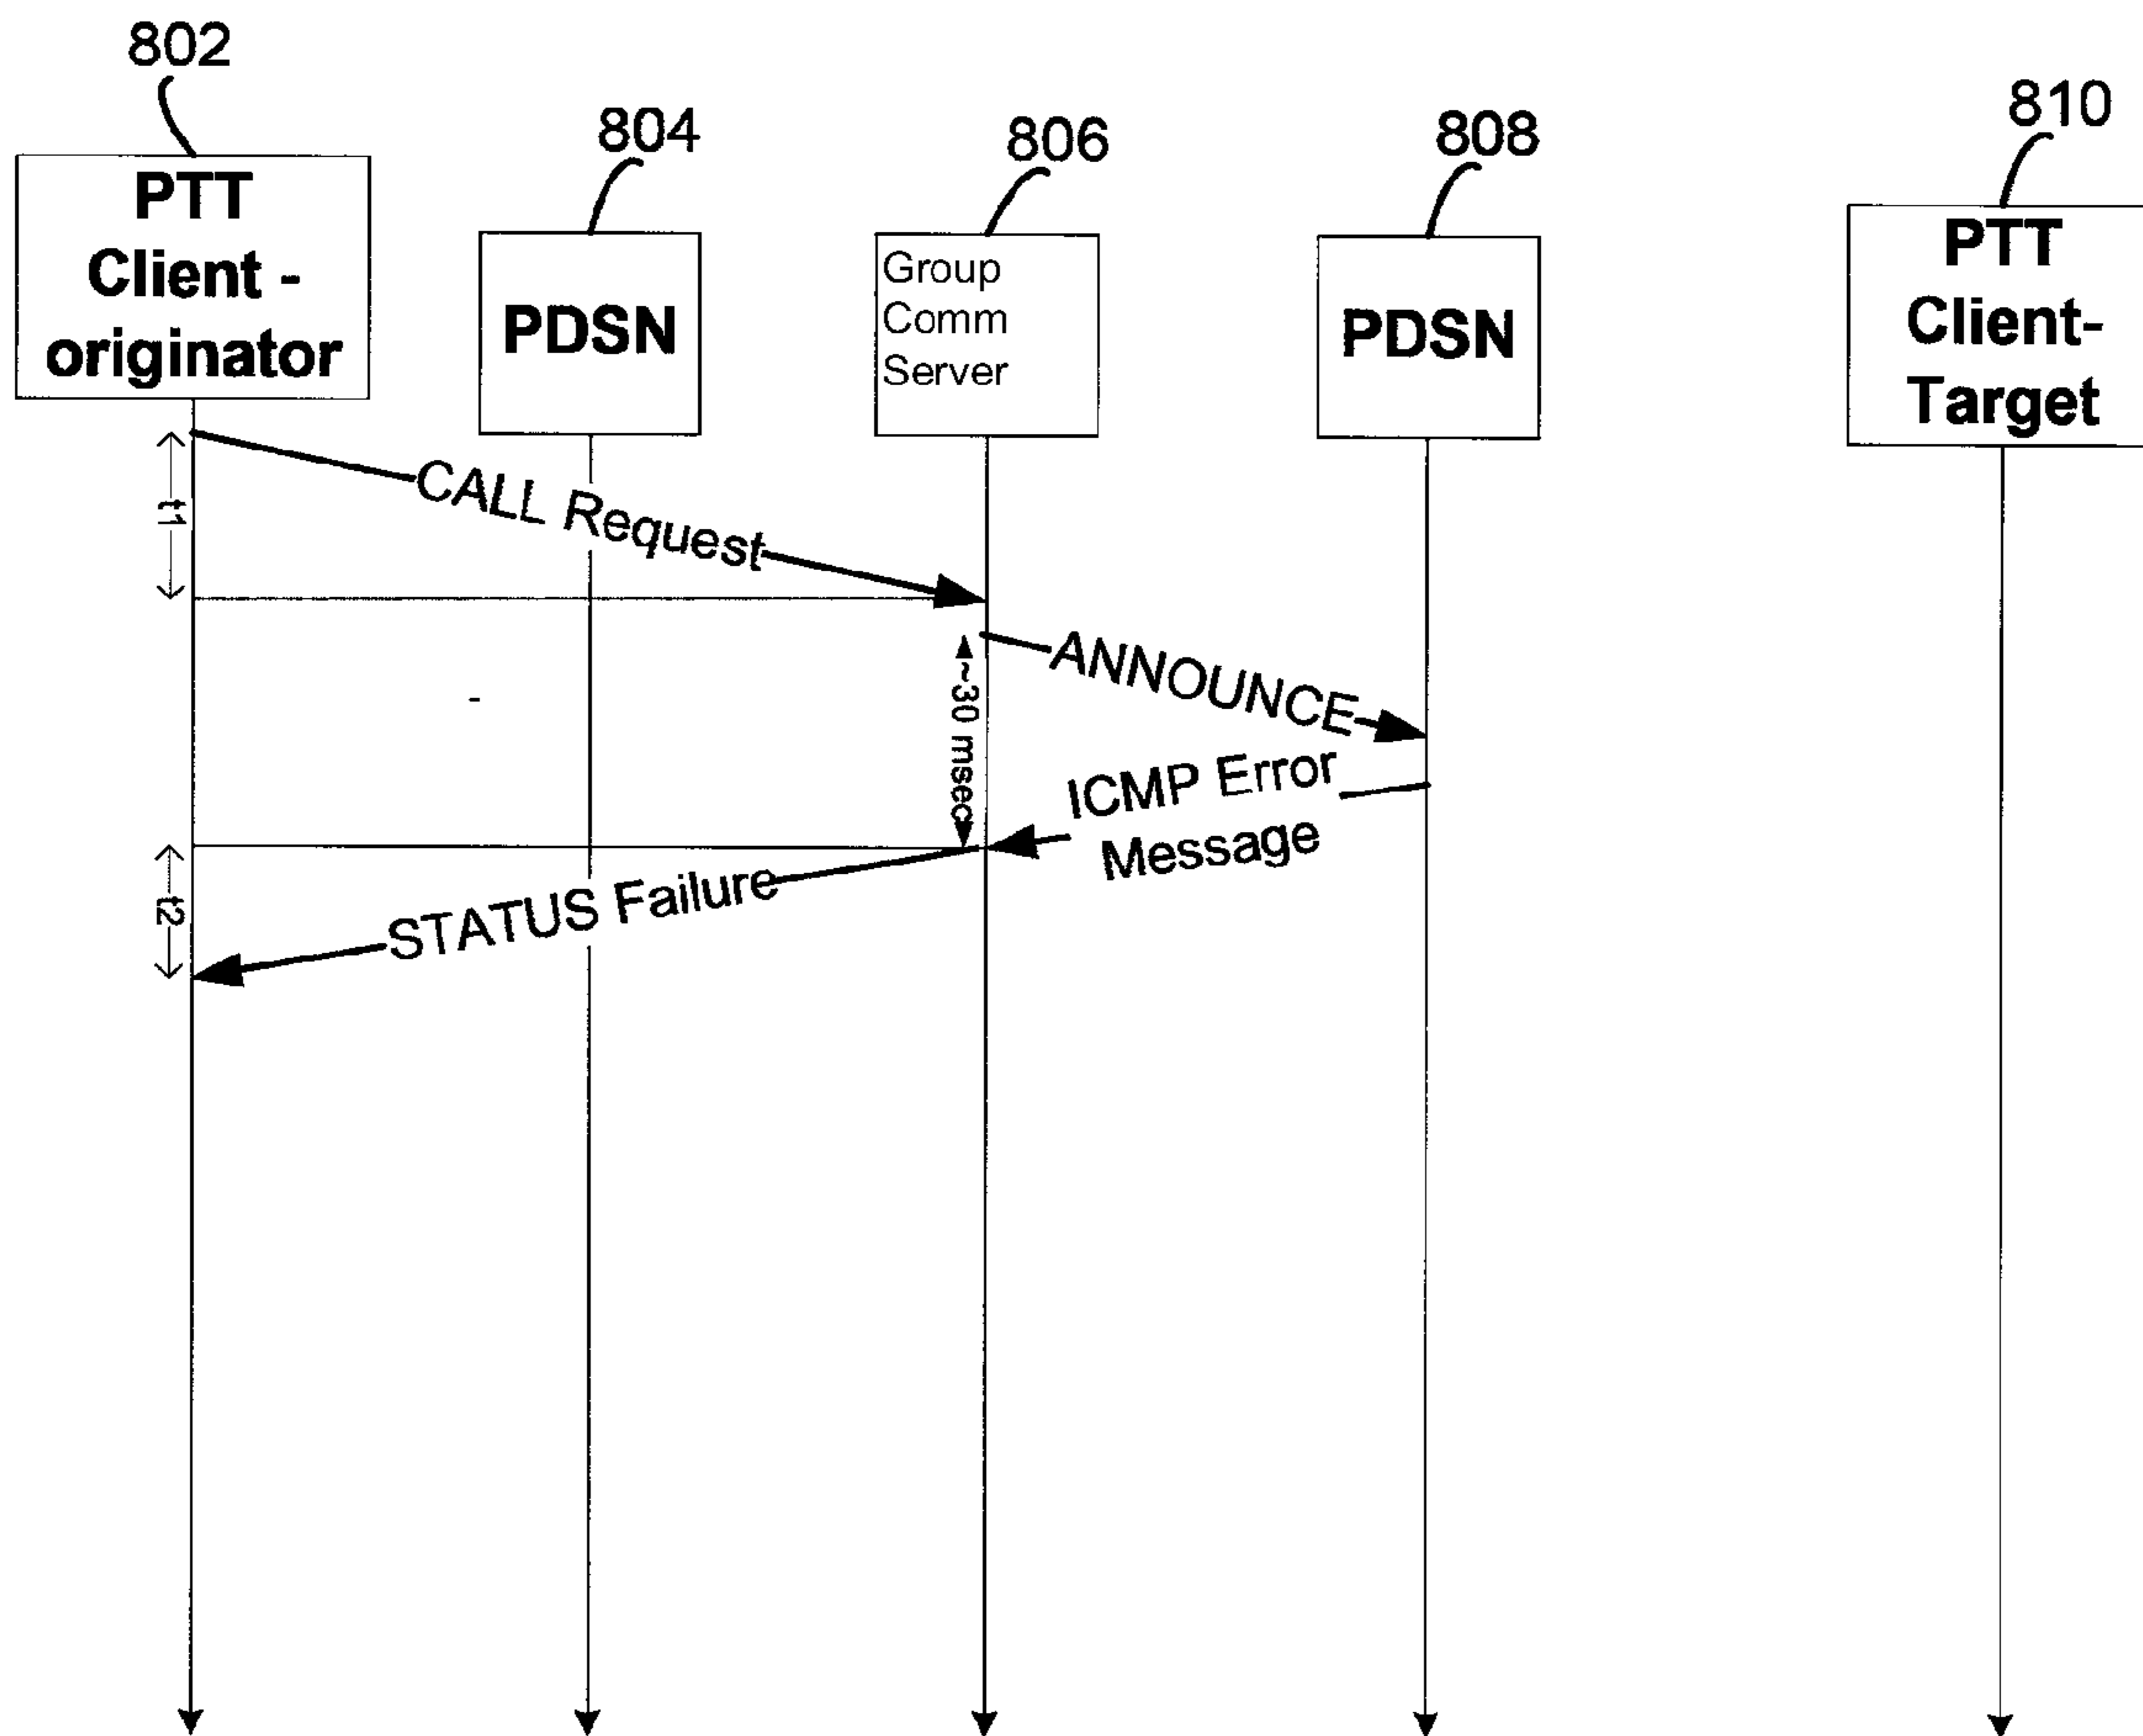 802
804
806
808
810
PTT
Client -
originator
PDSN
Group
Comm
Server
PDSN
PTT
Client-
Target
t1
CALL Request
ANNOUNCE
~30 msec
ICMP Error
Message
t2
STATUS Failure